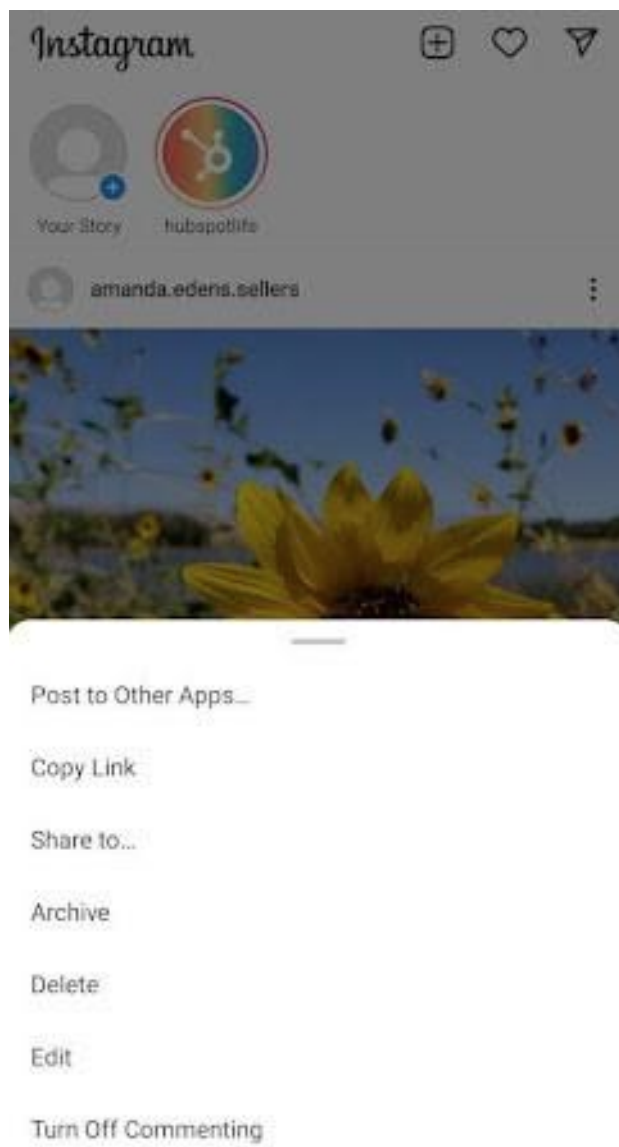 Instagram
Your Story
hubspotlife
amanda.edens.sellers
Post to Other Apps...
Copy Link
Share to...
Archive
Delete
Edit
Turn Off Commenting